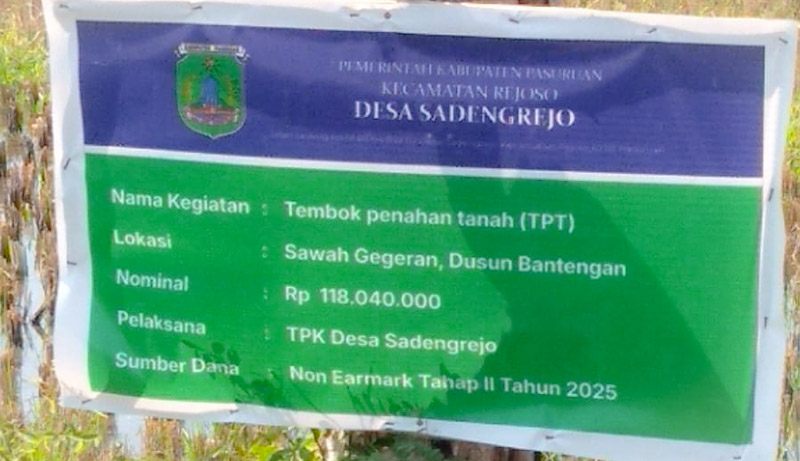 PEMERINTAH KABUPATEN PASURUAN
KECAMATAN REJOSO
DESA SADENGREJO
Nama Kegiatan : Tembok penahan tanah (TPT)
Lokasi : Sawah Gegeran, Dusun Bantengan
Nominal : Rp 118.040.000
Pelaksana : TPK Desa Sadengrejo
Sumber Dana : Non Earmark Tahap II Tahun 2025